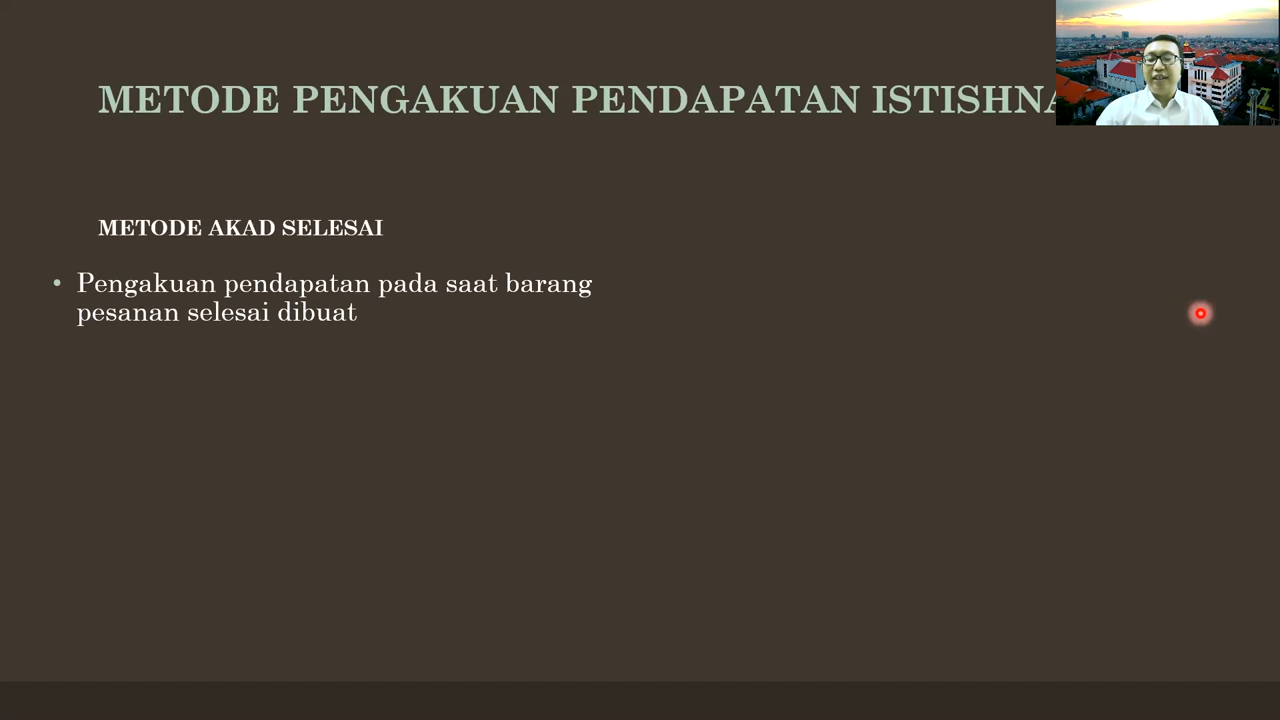 METODE PENGAKUAN PENDAPATAN ISTISHNA
METODE AKAD SELESAI
• Pengakuan pendapatan pada saat barang
pesanan selesai dibuat